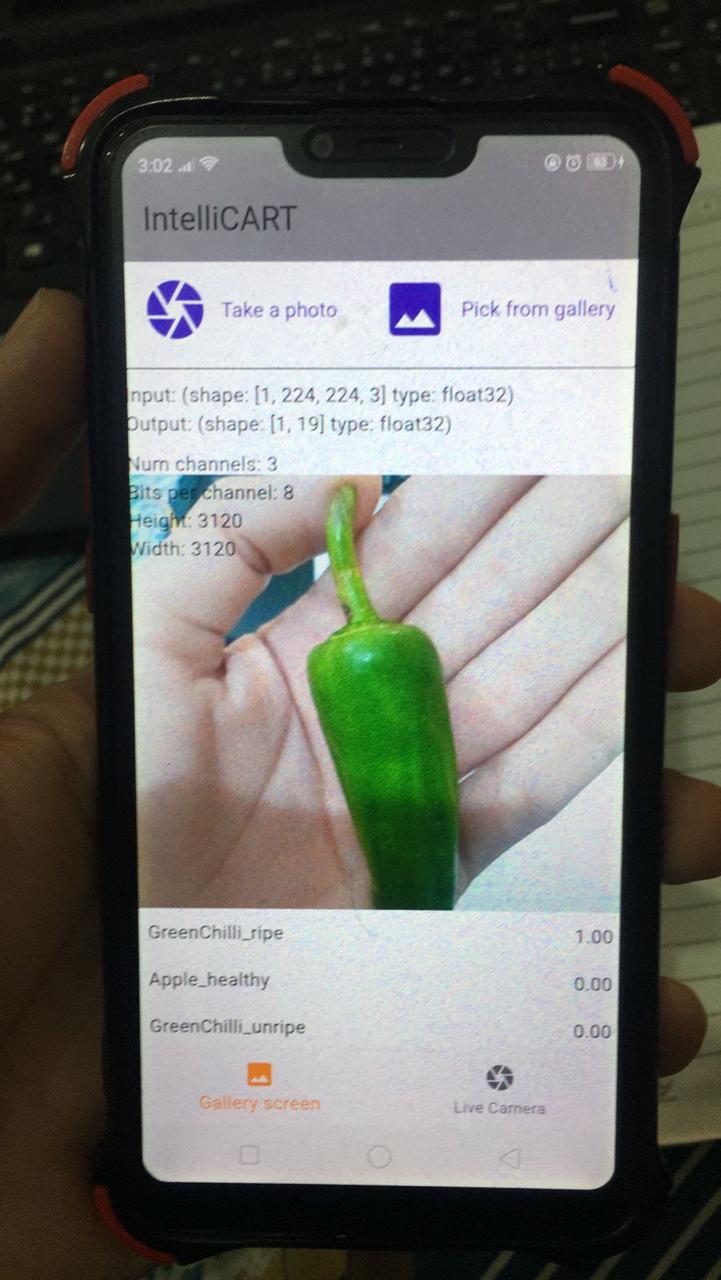 3:02 63
IntelliCART
Take a photo Pick from gallery
nput: (shape: [1, 224, 224, 3] type: float32)
Output: (shape: [1, 19] type: float32)
Num channels: 3
Bits per channel: 8
Height: 3120
Width: 3120
GreenChilli_ripe 1.00
Apple_healthy 0.00
GreenChilli_unripe 0.00
Gallery screen Live Camera